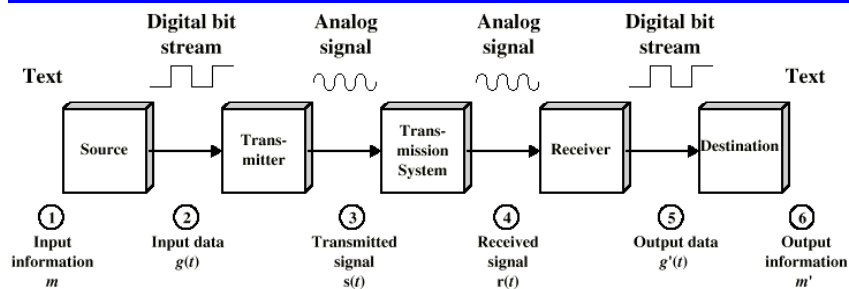 Digital bit
stream
Analog
signal
Analog
signal
Digital bit
stream
Text
Text
Source
Trans-
mitter
Trans-
mission
System
Receiver
Destination
1
Input
information
m
2
Input data
g(t)
3
Transmitted
signal
s(t)
4
Received
signal
r(t)
5
Output data
g'(t)
6
Output
information
m'